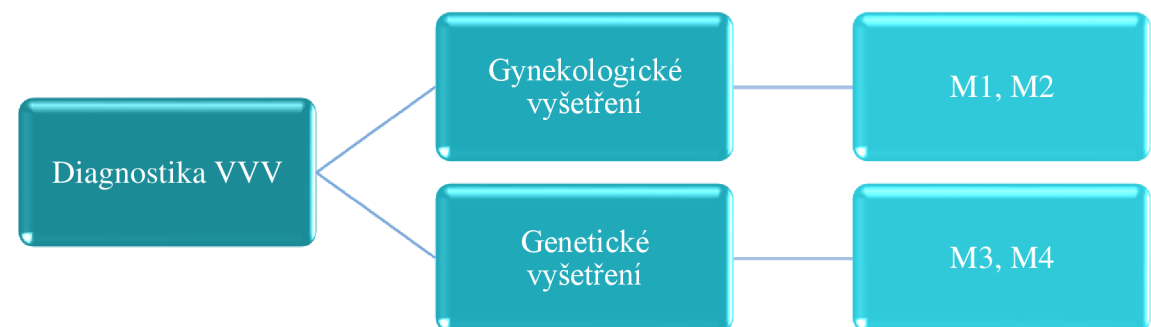 Diagnostika VVV
Gynekologické
vyšetření
M1, M2
Genetické
vyšetření
M3, M4